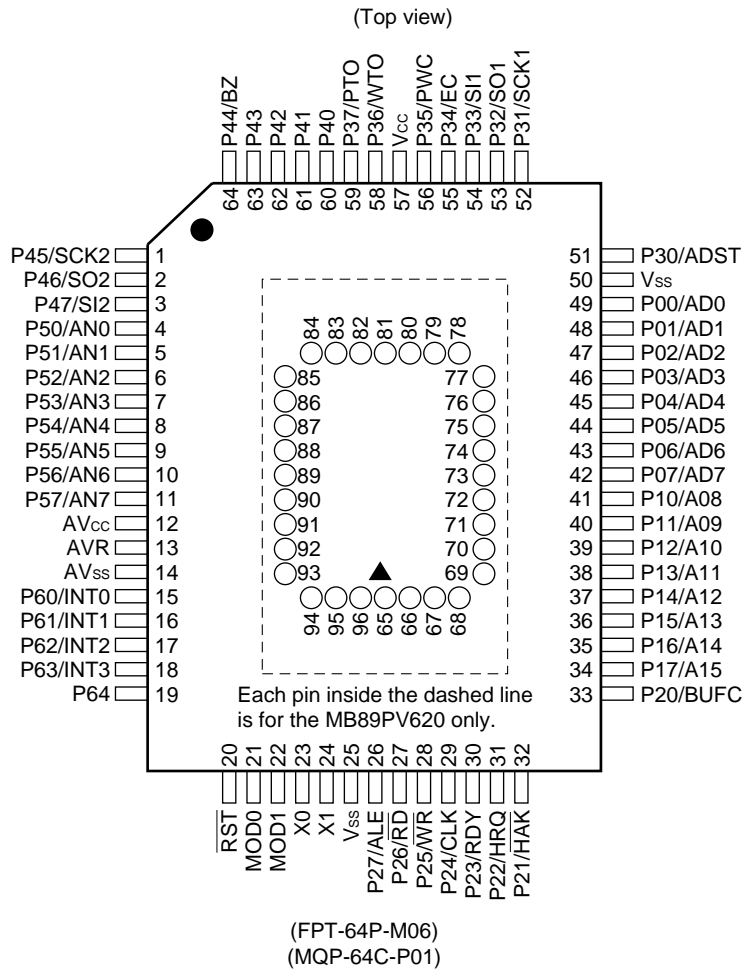 (Top view)
P44/BZ
P43
P42
P41
P40
P37/PTO
P36/WTO
Vcc
P35/PWC
P34/EC
P33/SI1
P32/SO1
P31/SCK1
64
63
62
61
60
59
58
57
56
55
54
53
52
P45/SCK2 1
P46/SO2 2
P47/SI2 3
P50/AN0 4
P51/AN1 5
P52/AN2 6
P53/AN3 7
P54/AN4 8
P55/AN5 9
P56/AN6 10
P57/AN7 11
AVcc 12
AVR 13
AVss 14
P60/INT0 15
P61/INT1 16
P62/INT2 17
P63/INT3 18
P64 19
84
83
82
81
80
79
78
85
86
87
88
89
90
91
92
93
77
76
75
74
73
72
71
70
69
94
95
96
65
66
67
68
Each pin inside the dashed line
is for the MB89PV620 only.
51 P30/ADST
50 Vss
49 P00/AD0
48 P01/AD1
47 P02/AD2
46 P03/AD3
45 P04/AD4
44 P05/AD5
43 P06/AD6
42 P07/AD7
41 P10/A08
40 P11/A09
39 P12/A10
38 P13/A11
37 P14/A12
36 P15/A13
35 P16/A14
34 P17/A15
33 P20/BUFC
20
21
22
23
24
25
26
27
28
29
30
31
32
RST
MOD0
MOD1
X0
X1
Vss
P27/ALE
P26/RD
P25/WR
P24/CLK
P23/RDY
P22/HRQ
P21/HAK
(FPT-64P-M06)
(MQP-64C-P01)